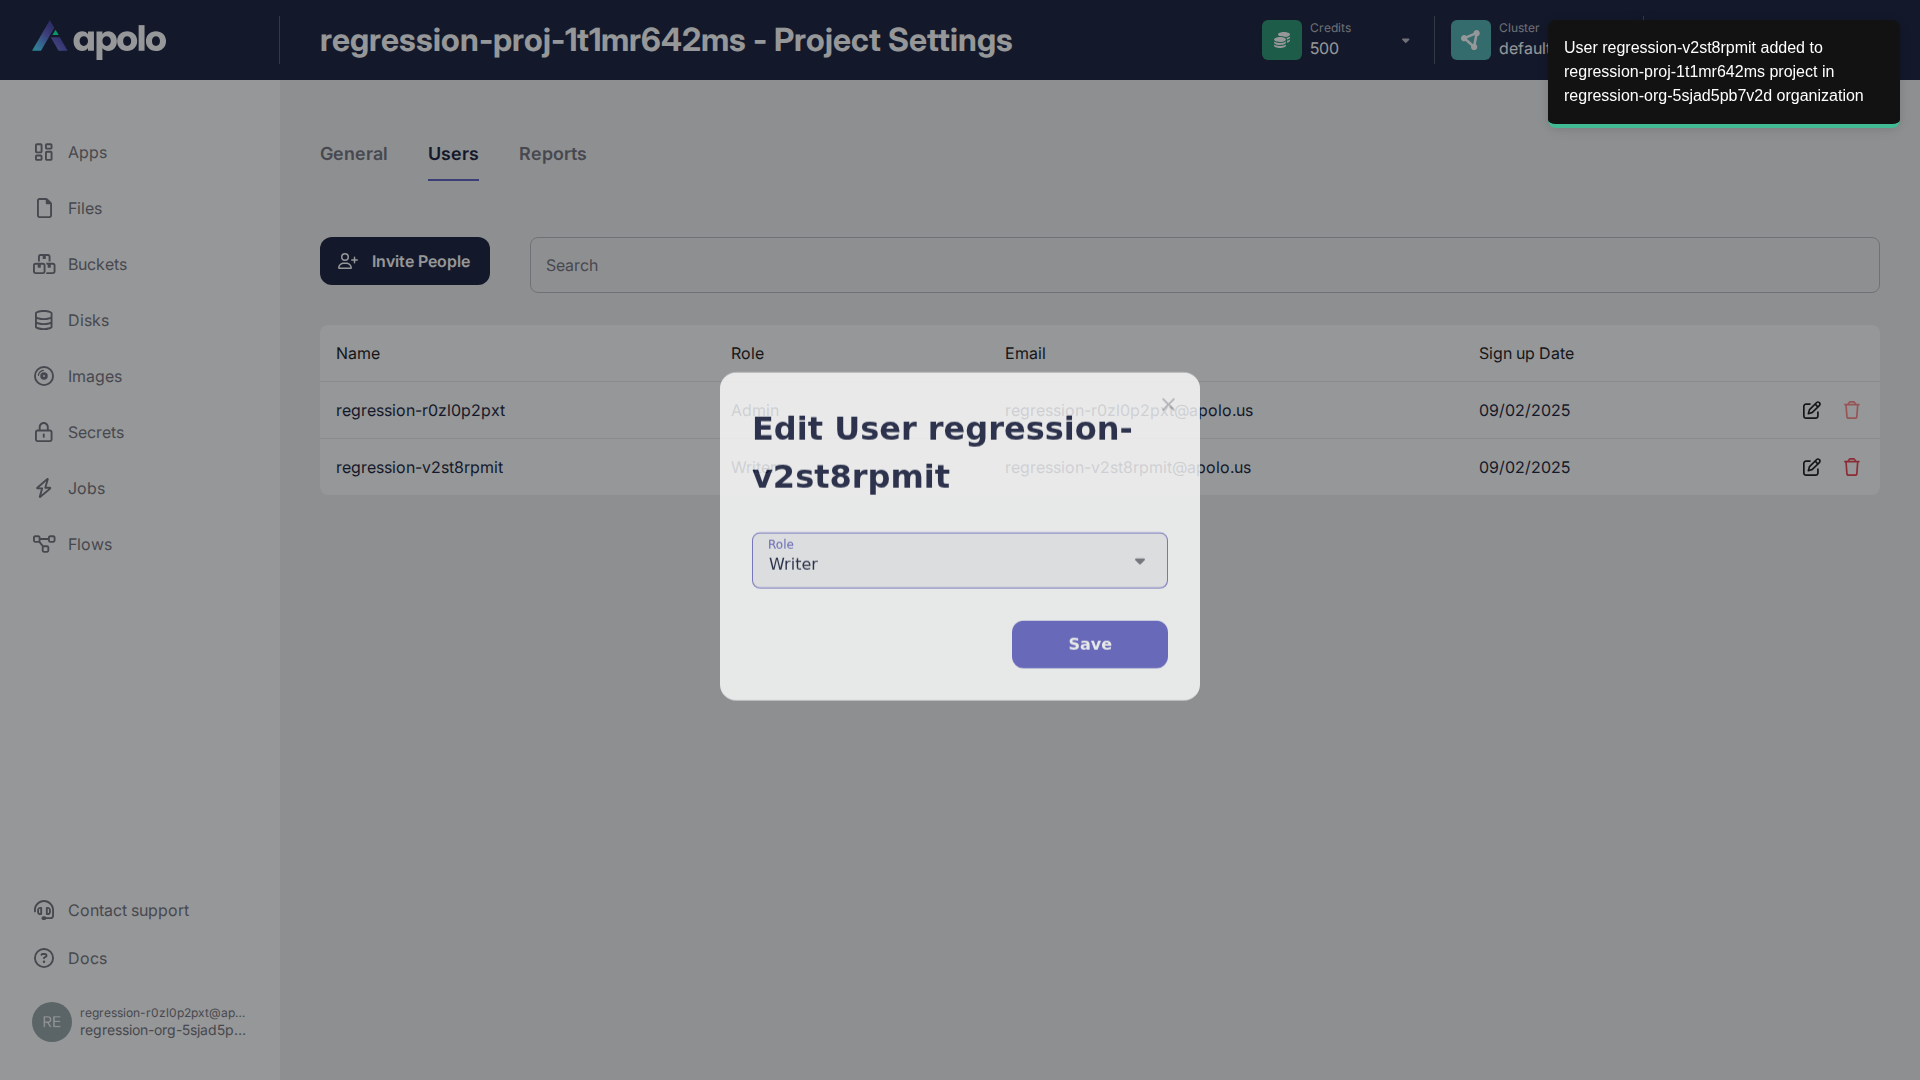 apolo
regression-proj-1t1mr642ms - Project Settings
Credits
500
Cluster
default
User regression-v2st8rpmit added to
regression-proj-1t1mr642ms project in
regression-org-5sjad5pb7v2d organization
Apps
Files
Buckets
Disks
Images
Secrets
Jobs
Flows
General
Users
Reports
Invite People
Search
Name
Role
Email
Sign up Date
regression-r0zl0p2pxt
Admin
regression-r0zl0p2pxt@apolo.us
09/02/2025
regression-v2st8rpmit
Writer
regression-v2st8rpmit@apolo.us
09/02/2025
Edit User regression-
v2st8rpmit
Role
Writer
Save
Contact support
Docs
RE
regression-r0zl0p2pxt@ap...
regression-org-5sjad5p...